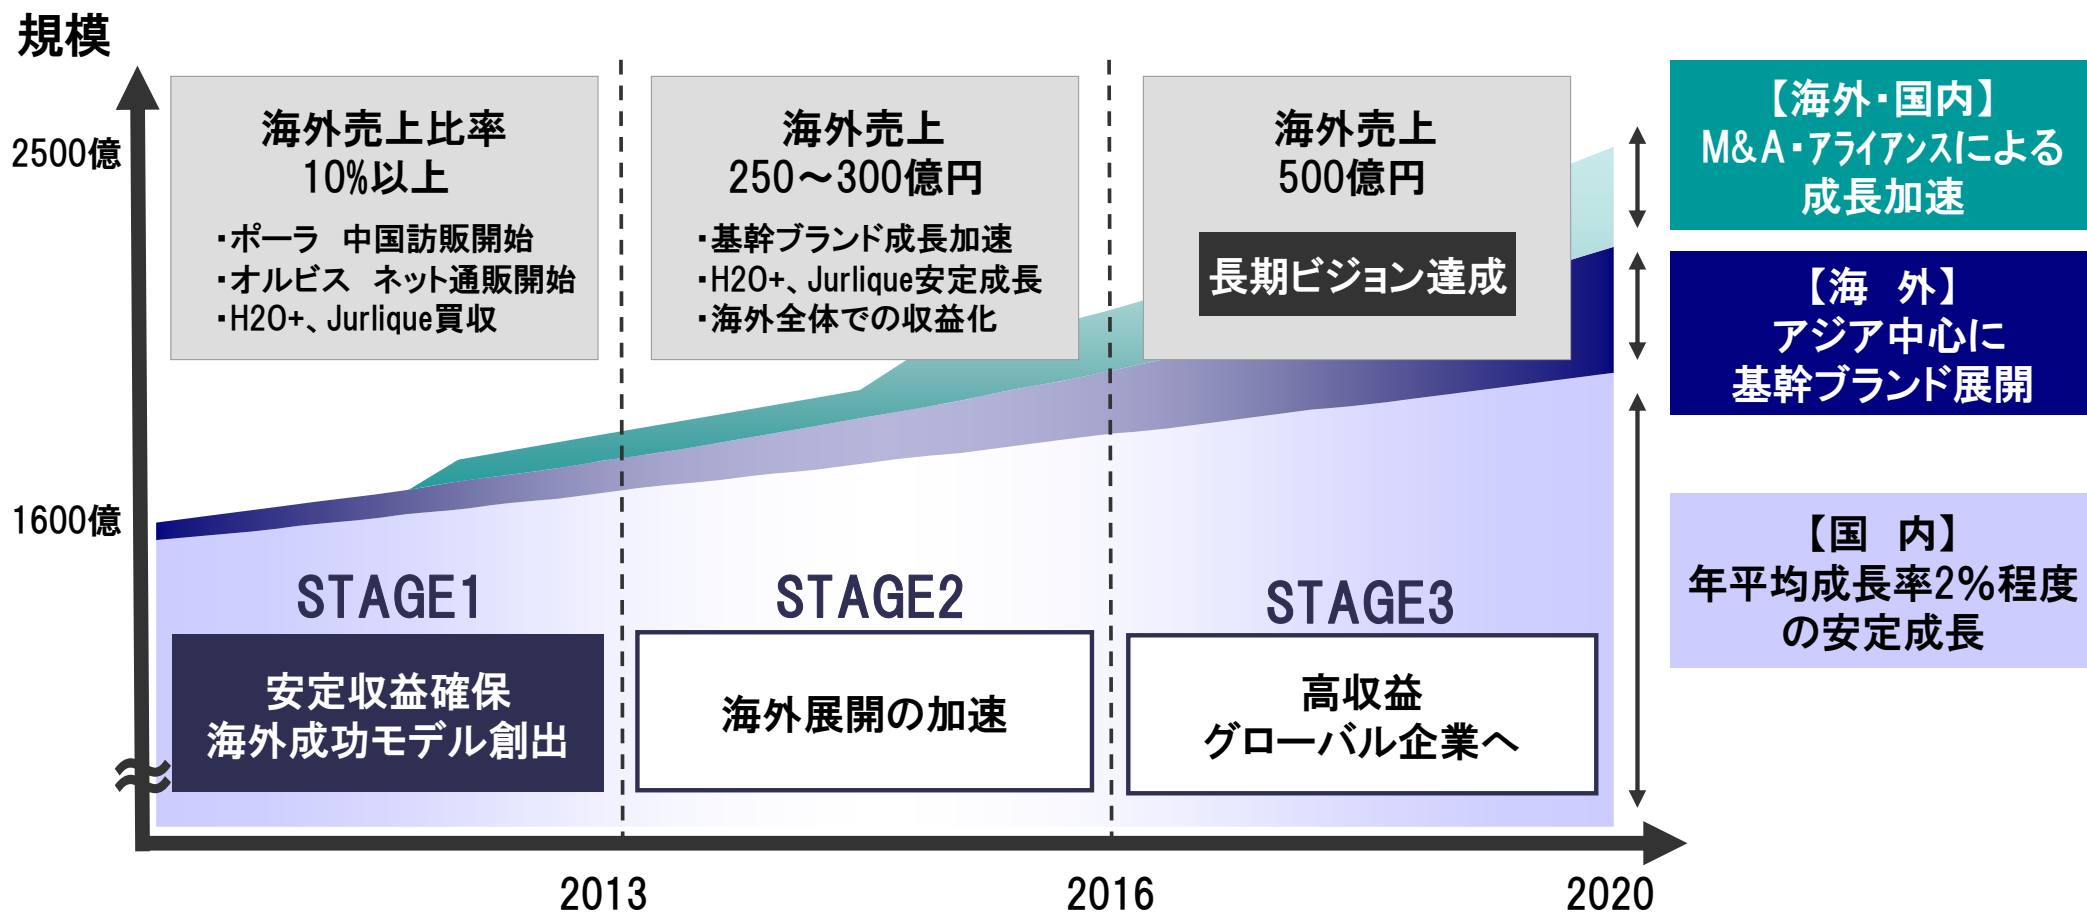 規模
2500億
1600億
海外売上比率
10%以上
・ポーラ　中国訪販開始
・オルビス　ネット通販開始
・H2O+、Jurlique買収
海外売上
250～300億円
・基幹ブランド成長加速
・H2O+、Jurlique安定成長
・海外全体での収益化
海外売上
500億円
長期ビジョン達成
【海外・国内】
M&A・アライアンスによる
成長加速
【海　外】
アジア中心に
基幹ブランド展開
【国　内】
年平均成長率2%程度
の安定成長
STAGE1
安定収益確保
海外成功モデル創出
STAGE2
海外展開の加速
STAGE3
高収益
グローバル企業へ
2013
2016
2020